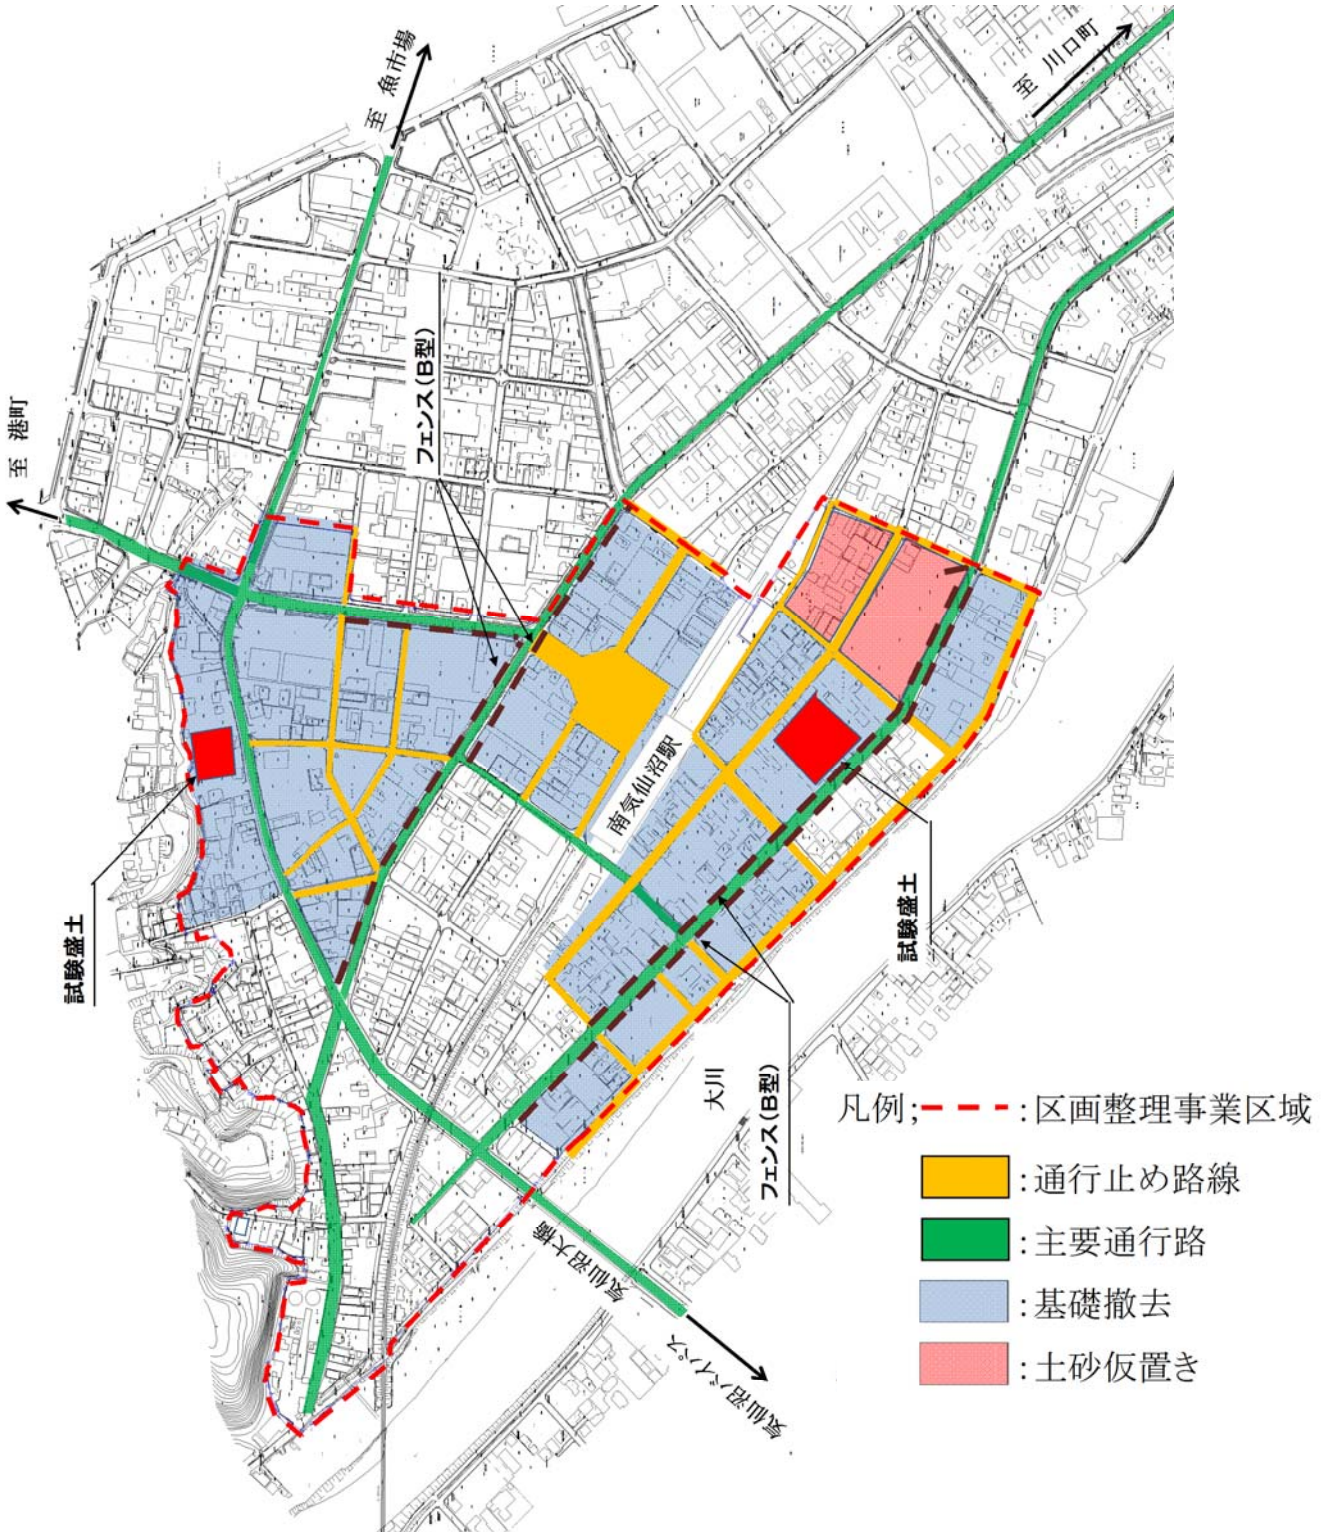 至 魚市場
至 川口町
至 港町
フェンス(B型)
南気仙沼駅
試験盛土
試験盛土
大川
フェンス(B型)
気仙沼大橋
気仙沼バイパス
凡例;
:区画整理事業区域
:通行止め路線
:主要通行路
:基礎撤去
:土砂仮置き